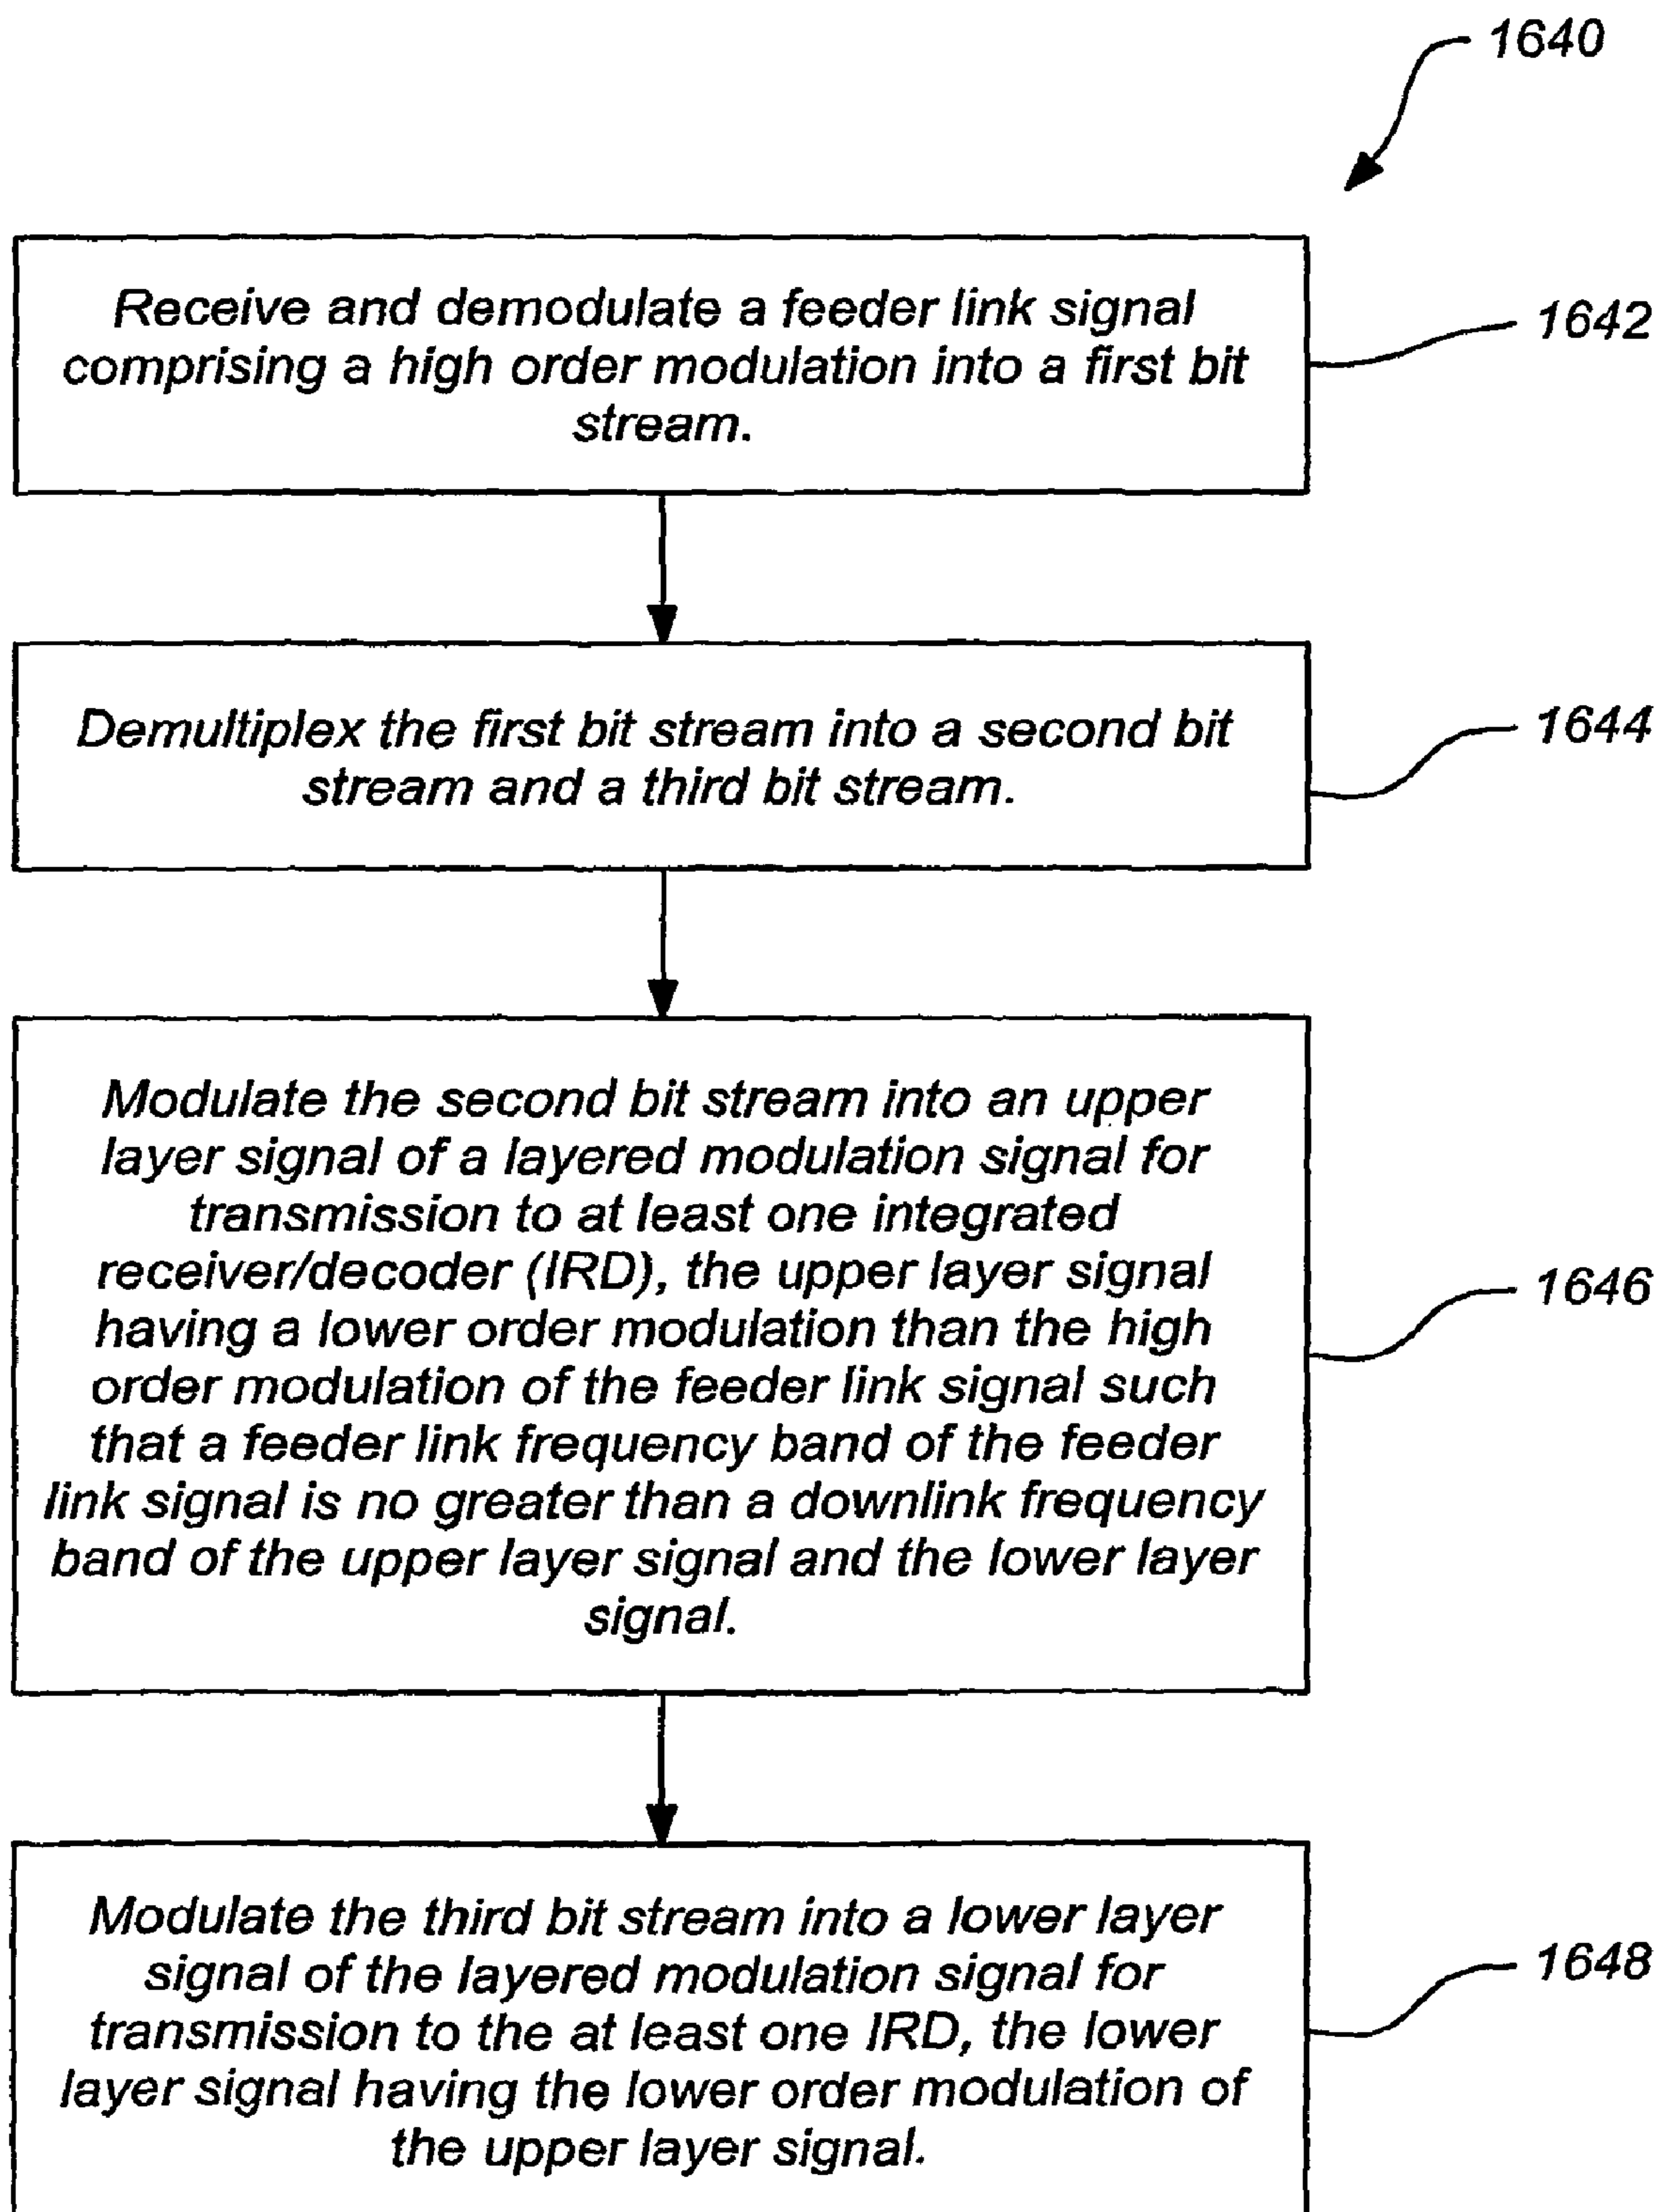 1640
Receive and demodulate a feeder link signal
comprising a high order modulation into a first bit
stream.
1642
Demultiplex the first bit stream into a second bit
stream and a third bit stream.
1644
Modulate the second bit stream into an upper
layer signal of a layered modulation signal for
transmission to at least one integrated
receiver/decoder (IRD), the upper layer signal
having a lower order modulation than the high
order modulation of the feeder link signal such
that a feeder link frequency band of the feeder
link signal is no greater than a downlink frequency
band of the upper layer signal and the lower layer
signal.
1646
Modulate the third bit stream into a lower layer
signal of the layered modulation signal for
transmission to the at least one IRD, the lower
layer signal having the lower order modulation of
the upper layer signal.
1648